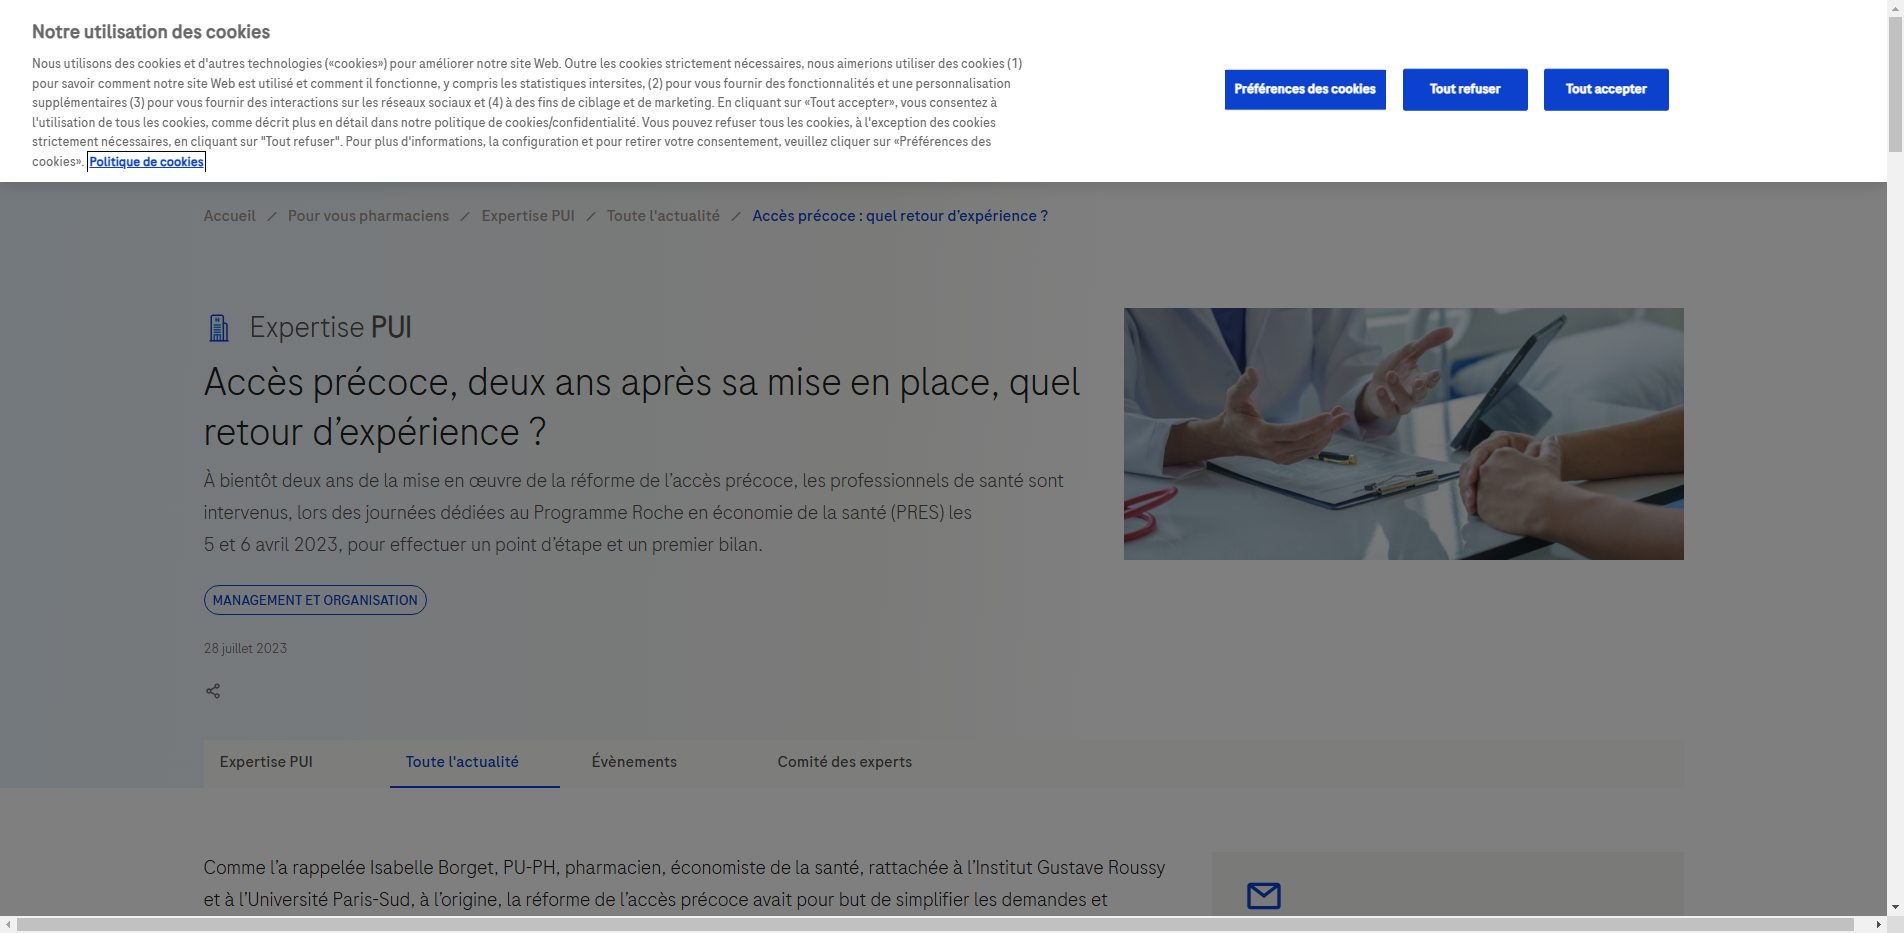 Notre utilisation des cookies
Nous utilisons des cookies et d'autres technologies («cookies») pour améliorer notre site Web. Outre les cookies strictement nécessaires, nous aimerions utiliser des cookies (1)
pour savoir comment notre site Web est utilisé et comment il fonctionne, y compris les statistiques intersites, (2) pour vous fournir des fonctionnalités et une personnalisation
supplémentaires (3) pour vous fournir des interactions sur les réseaux sociaux et (4) à des fins de ciblage et de marketing. En cliquant sur «Tout accepter», vous consentez à
l'utilisation de tous les cookies, comme décrit plus en détail dans notre politique de cookies/confidentialité. Vous pouvez refuser tous les cookies, à l'exception des cookies
strictement nécessaires, en cliquant sur "Tout refuser". Pour plus d'informations, la configuration et pour retirer votre consentement, veuillez cliquer sur «Préférences des
cookies». Politique de cookies
Préférences des cookies
Tout refuser
Tout accepter
Accueil / Pour vous pharmaciens / Expertise PUI / Toute l'actualité / Accès précoce : quel retour d’expérience ?
Expertise PUI
Accès précoce, deux ans après sa mise en place, quel
retour d’expérience ?
À bientôt deux ans de la mise en œuvre de la réforme de l’accès précoce, les professionnels de santé sont
intervenus, lors des journées dédiées au Programme Roche en économie de la santé (PRES) les
5 et 6 avril 2023, pour effectuer un point d’étape et un premier bilan.
MANAGEMENT ET ORGANISATION
28 juillet 2023
Expertise PUI
Toute l'actualité
Évènements
Comité des experts
Comme l’a rappelée Isabelle Borget, PU-PH, pharmacien, économiste de la santé, rattachée à l’Institut Gustave Roussy
et à l’Université Paris-Sud, à l’origine, la réforme de l’accès précoce avait pour but de simplifier les demandes et